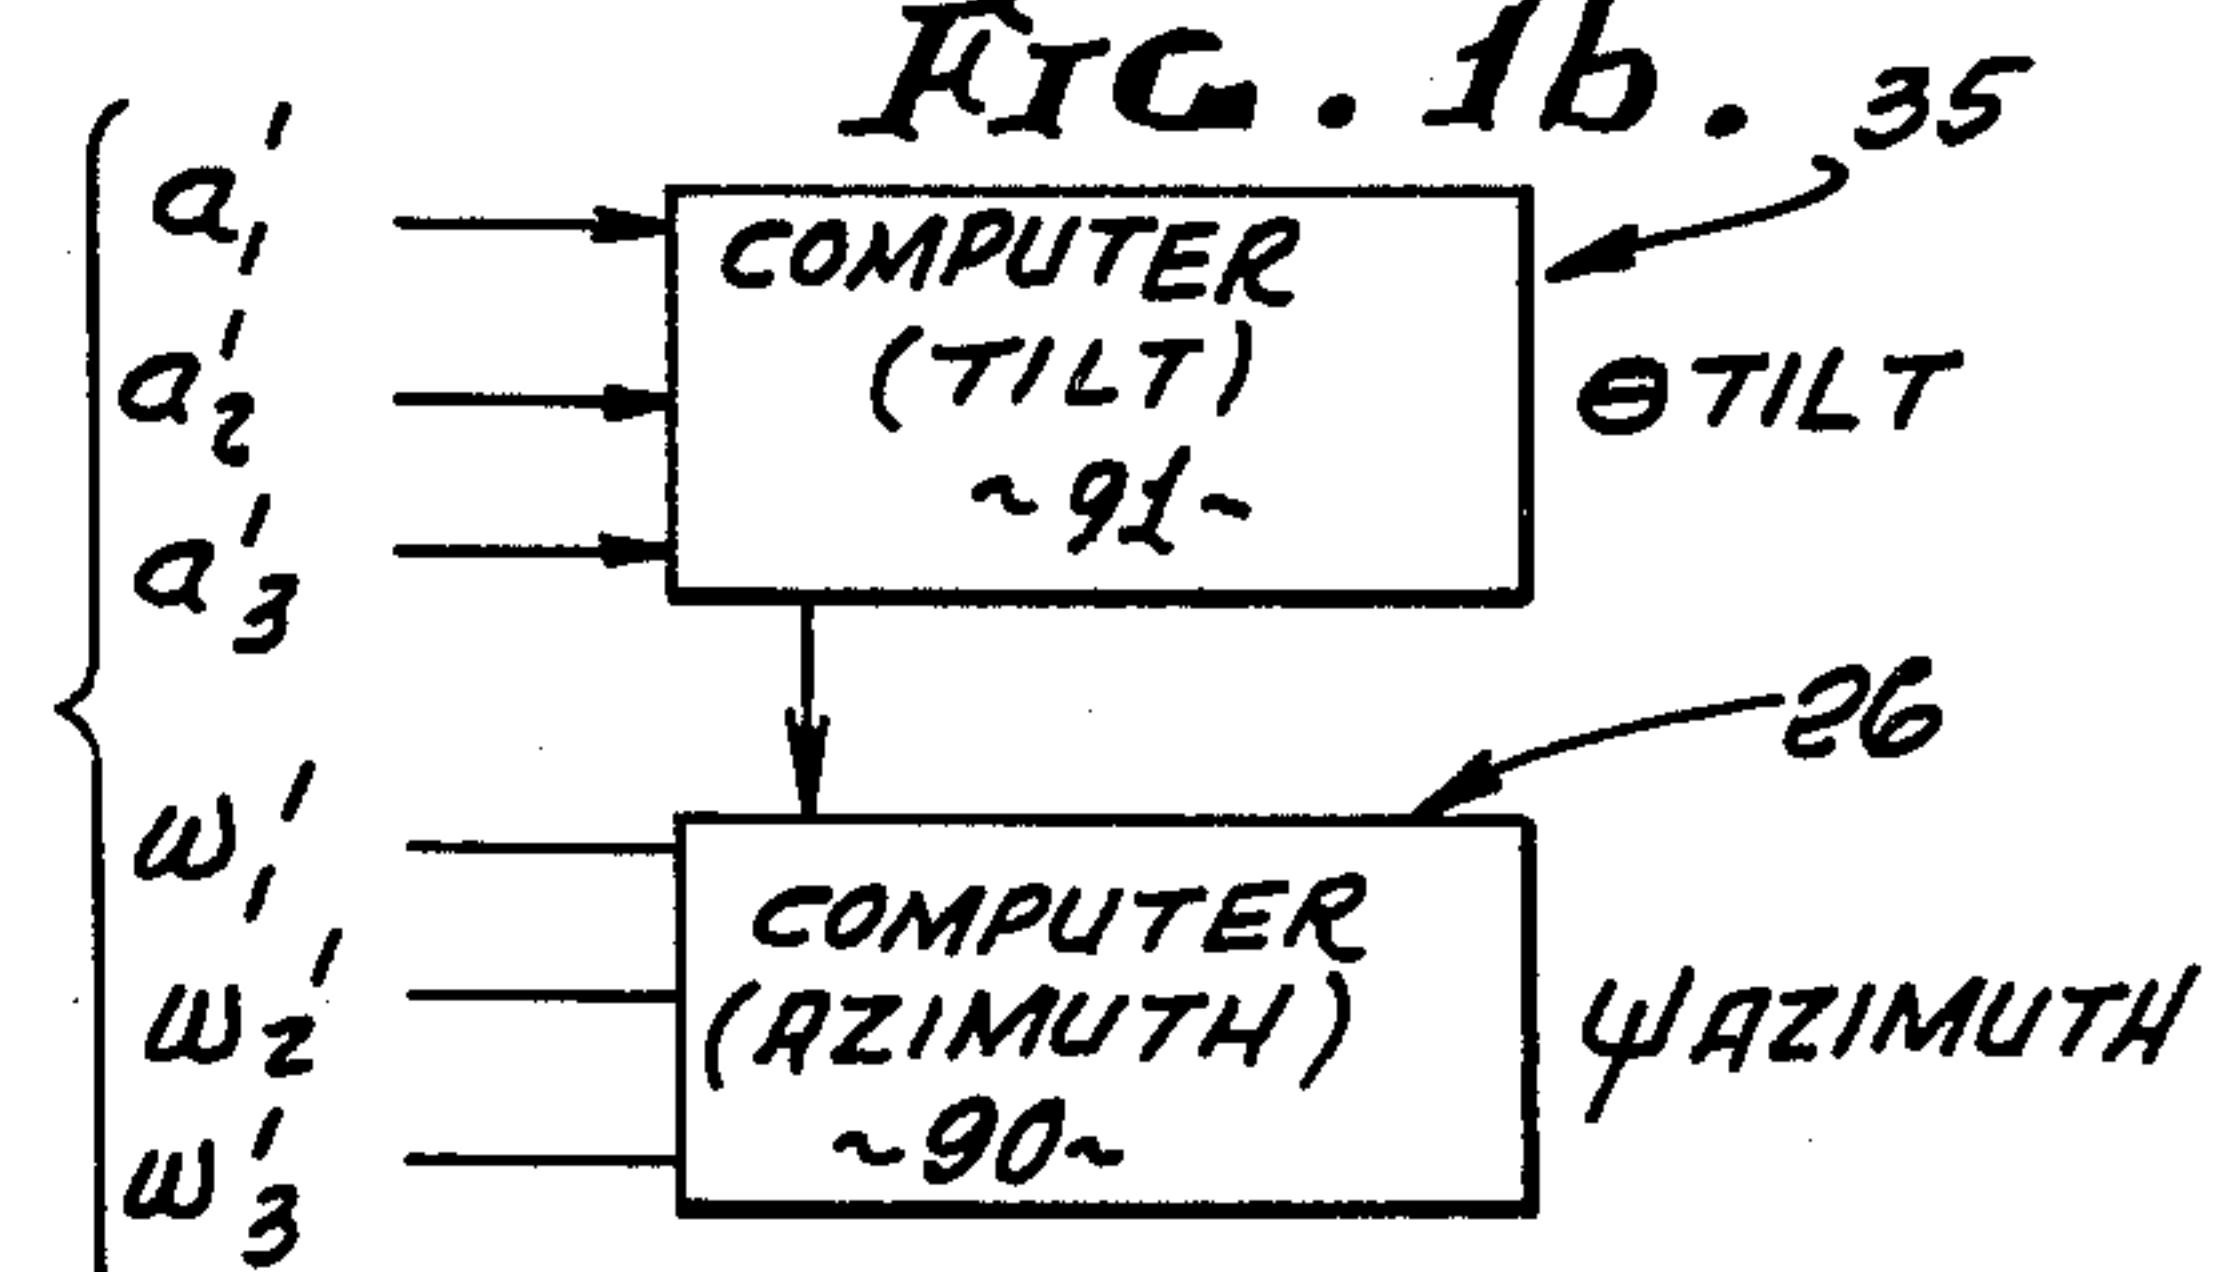 FIG. 1b.
35
a₁'
a₂'
a₃'
COMPUTER
(TILT)
~91~
θTILT
26
ω₁'
ω₂'
ω₃'
COMPUTER
(AZIMUTH)
~90~
ψAZIMUTH